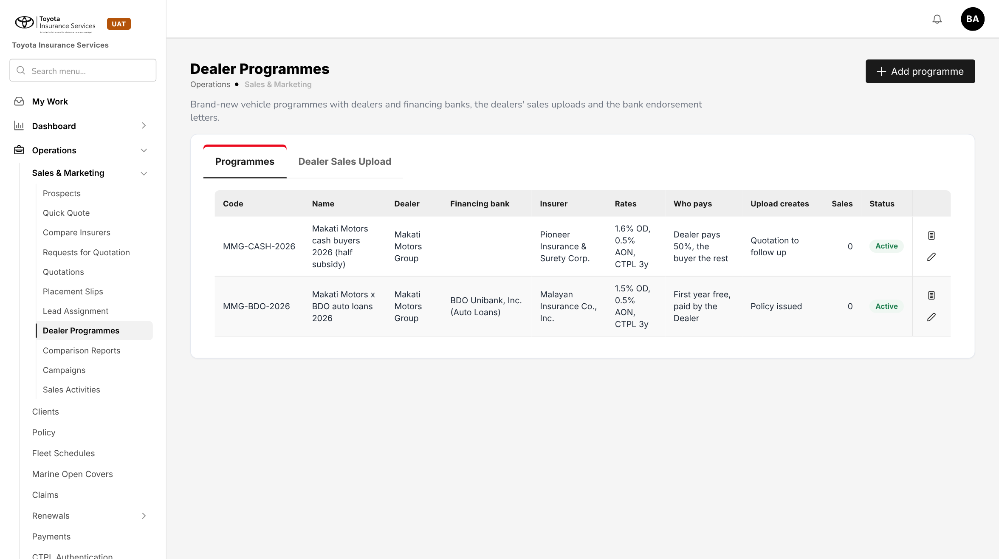 Toyota
Insurance Services
UAT
Toyota Insurance Services
Search menu...
My Work
Dashboard
Operations
Sales & Marketing
Prospects
Quick Quote
Compare Insurers
Requests for Quotation
Quotations
Placement Slips
Lead Assignment
Dealer Programmes
Comparison Reports
Campaigns
Sales Activities
Clients
Policy
Fleet Schedules
Marine Open Covers
Claims
Renewals
Payments
CTPL Authentication
BA
Dealer Programmes
Operations • Sales & Marketing
Add programme
Brand-new vehicle programmes with dealers and financing banks, the dealers' sales uploads and the bank endorsement
letters.
Programmes Dealer Sales Upload
Code Name Dealer Financing bank Insurer Rates Who pays Upload creates Sales Status
MMG-CASH-2026
Makati Motors
cash buyers
2026 (half
subsidy)
Makati
Motors
Group
Pioneer
Insurance &
Surety Corp.
1.6% OD,
0.5%
AON,
CTPL 3y
Dealer pays
50%, the
buyer the rest
Quotation to
follow up
0
Active
MMG-BDO-2026
Makati Motors x
BDO auto loans
2026
Makati
Motors
Group
BDO Unibank, Inc.
(Auto Loans)
Malayan
Insurance Co.,
Inc.
1.5% OD,
0.5%
AON,
CTPL 3y
First year free,
paid by the
Dealer
Policy issued
0
Active